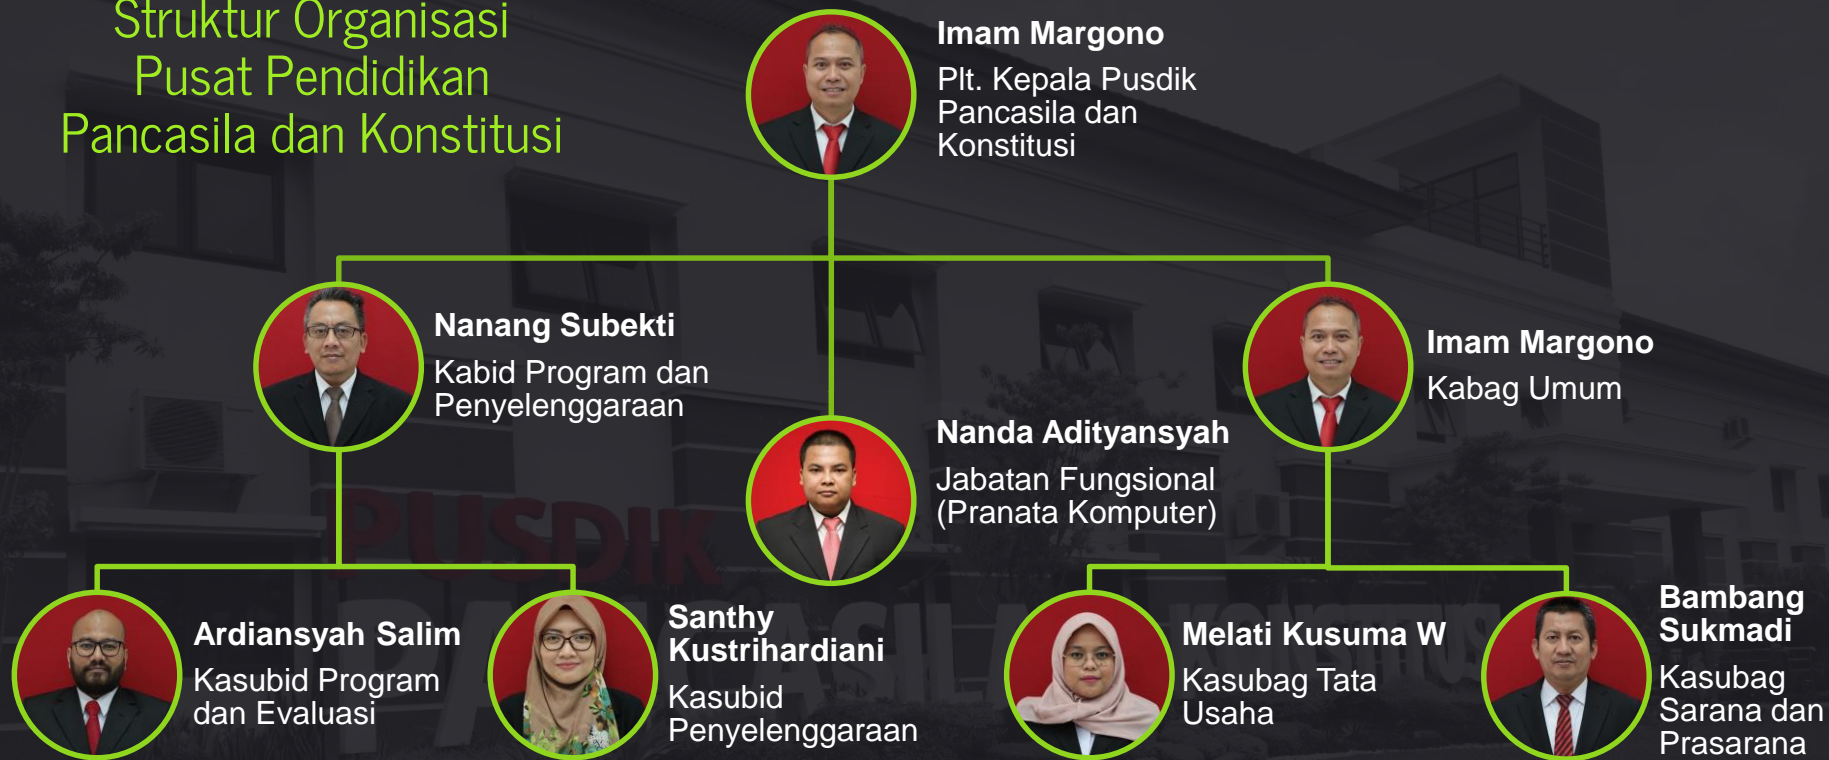 Struktur Organisasi
Pusat Pendidikan
Pancasila dan Konstitusi
Imam Margono
Plt. Kepala Pusdik
Pancasila dan
Konstitusi
Nanang Subekti
Kabid Program dan
Penyelenggaraan
Nanda Adityansyah
Jabatan Fungsional
(Pranata Komputer)
Imam Margono
Kabag Umum
Ardiansyah Salim
Kasubid Program
dan Evaluasi
Santhy
Kustrihardiani
Kasubid
Penyelenggaraan
Melati Kusuma W
Kasubag Tata
Usaha
Bambang
Sukmadi
Kasubag
Sarana dan
Prasarana
PUSDIK